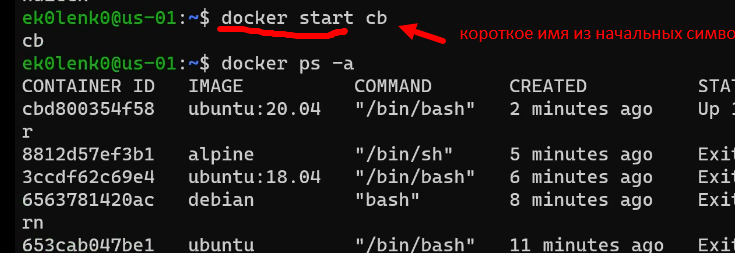 ek0lenk0@us-01:~$ docker start cb
короткое имя из начальных симво
cb
ek0lenk0@us-01:~$ docker ps -a
CONTAINER ID IMAGE COMMAND CREATED STAT
cbd800354f58 ubuntu:20.04 "/bin/bash" 2 minutes ago Up 1
r
8812d57ef3b1 alpine "/bin/sh" 5 minutes ago Exit
3ccdf62c69e4 ubuntu:18.04 "/bin/bash" 6 minutes ago Exit
6563781420ac debian "bash" 8 minutes ago Exit
rn
653cab047be1 ubuntu "/bin/bash" 11 minutes ago Exit